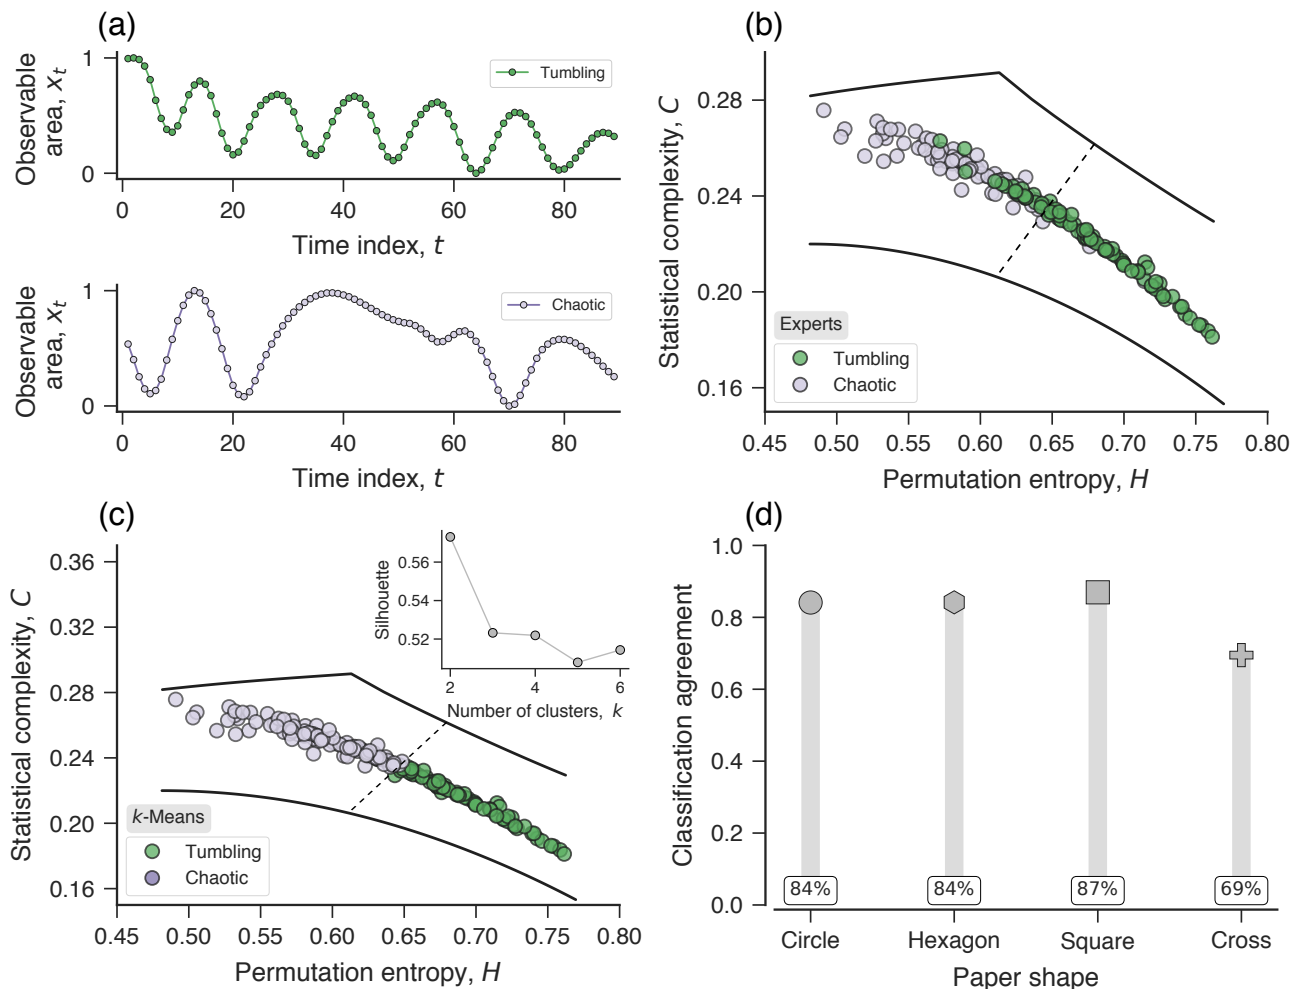 (a)
1
0
Observable
area, x_t
Tumbling
0 20 40 60 80
Time index, t
1
0
Observable
area, x_t
Chaotic
0 20 40 60 80
Time index, t
(b)
0.28
0.24
0.20
0.16
Statistical complexity, C
Experts
Tumbling
Chaotic
0.45 0.50 0.55 0.60 0.65 0.70 0.75 0.80
Permutation entropy, H
(c)
0.36
0.32
0.28
0.24
0.20
0.16
Statistical complexity, C
0.56
0.54
0.52
Silhouette
2 4 6
Number of clusters, k
k-Means
Tumbling
Chaotic
0.45 0.50 0.55 0.60 0.65 0.70 0.75 0.80
Permutation entropy, H
(d)
1.0
0.8
0.6
0.4
0.2
0.0
Classification agreement
84% 84% 87% 69%
Circle Hexagon Square Cross
Paper shape